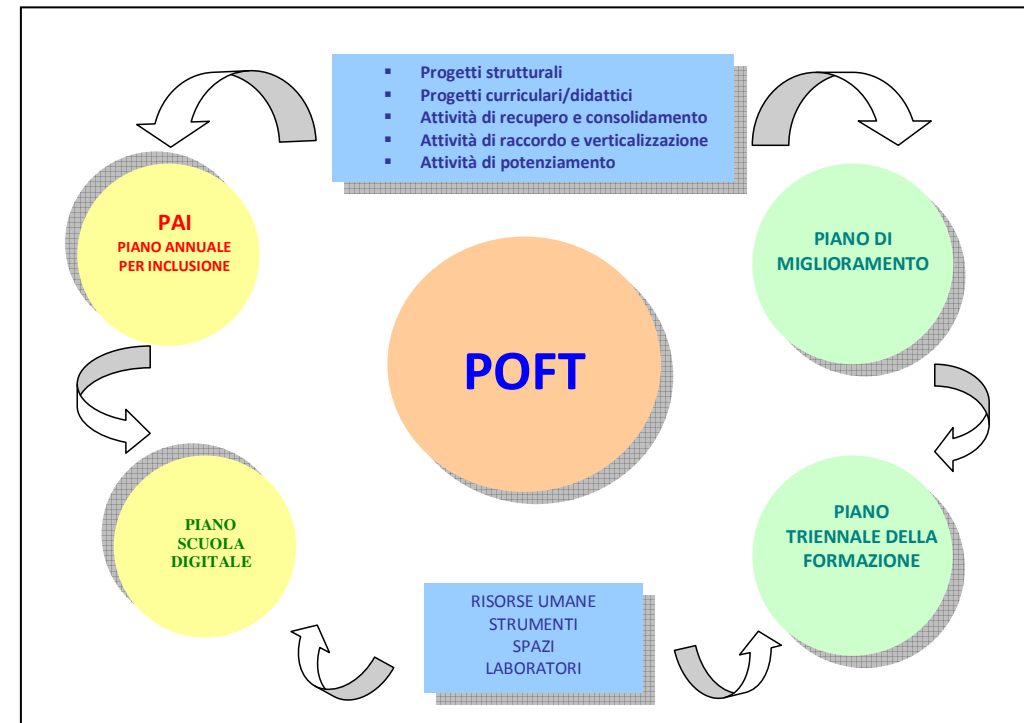 ▪ Progetti strutturali
▪ Progetti curriculari/didattici
▪ Attività di recupero e consolidamento
▪ Attività di raccordo e verticalizzazione
▪ Attività di potenziamento
PAI
PIANO ANNUALE
PER INCLUSIONE
PIANO DI
MIGLIORAMENTO
POFT
PIANO
SCUOLA
DIGITALE
PIANO
TRIENNALE DELLA
FORMAZIONE
RISORSE UMANE
STRUMENTI
SPAZI
LABORATORI